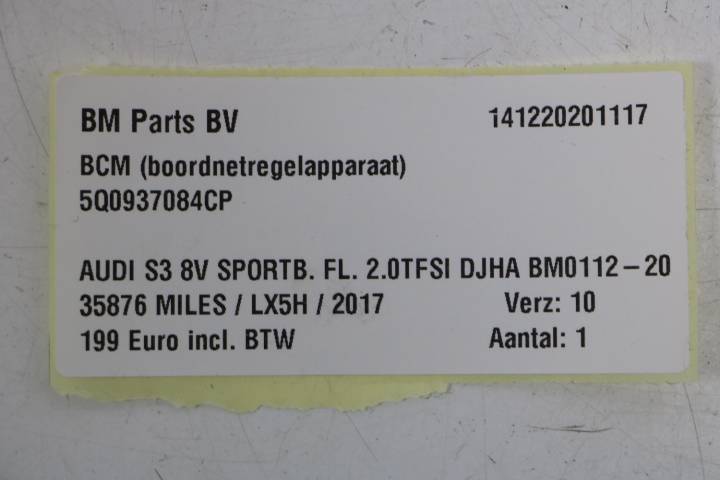 BM Parts BV 141220201117
BCM (boordnetregelapparaat)
5Q0937084CP
AUDI S3 8V SPORTB. FL. 2.0TFSI DJHA BM0112-20
35876 MILES / LX5H / 2017 Verz: 10
199 Euro incl. BTW Aantal: 1